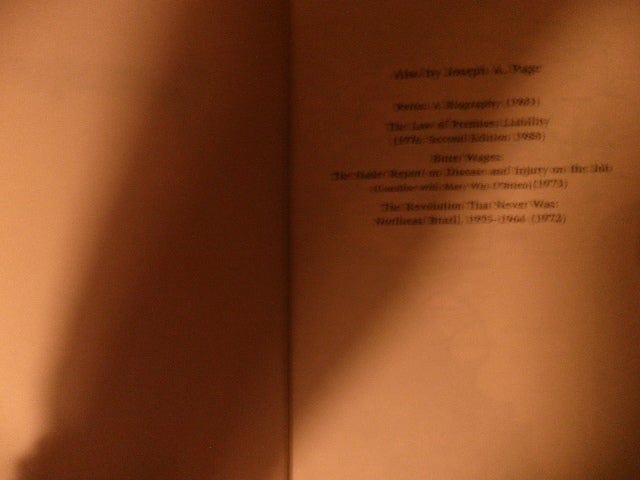 Also by Joseph A. Page
Perón: A Biography (1983)
The Law of Premises Liability
(1976; Second Edition 1988)
Bitter Wages:
The Nader Report on Disease and Injury on the Job
(Coauthor with Mary-Win O'Brien) (1973)
The Revolution That Never Was:
Northeast Brazil, 1955-1964 (1972)